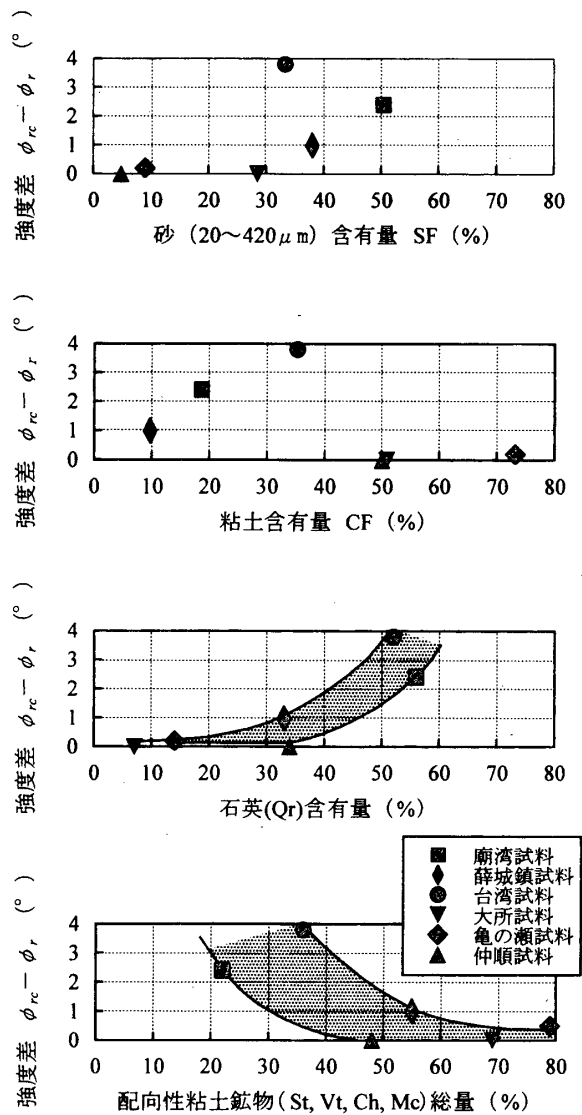 強度差 φrc－φr （°）
4
3
2
1
0
0 10 20 30 40 50 60 70 80
砂（20～420μm）含有量 SF（%）
強度差 φrc－φr （°）
4
3
2
1
0
0 10 20 30 40 50 60 70 80
粘土含有量 CF（%）
強度差 φrc－φr （°）
4
3
2
1
0
0 10 20 30 40 50 60 70 80
石英(Qr)含有量（%）
廟湾試料
薛城鎮試料
台湾試料
大所試料
亀の瀬試料
仲順試料
強度差 φrc－φr （°）
4
3
2
1
0
0 10 20 30 40 50 60 70 80
配向性粘土鉱物(St, Vt, Ch, Mc)総量（%）